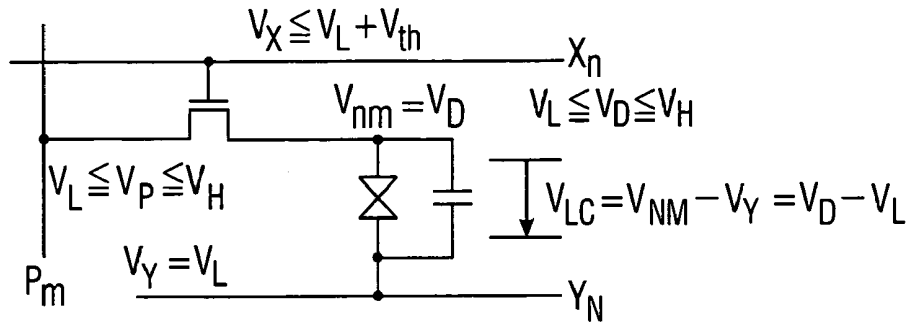 V_X ≦ V_L + V_th
X_n
V_nm = V_D
V_L ≦ V_D ≦ V_H
V_L ≦ V_P ≦ V_H
V_LC = V_NM − V_Y = V_D − V_L
V_Y = V_L
P_m
Y_N